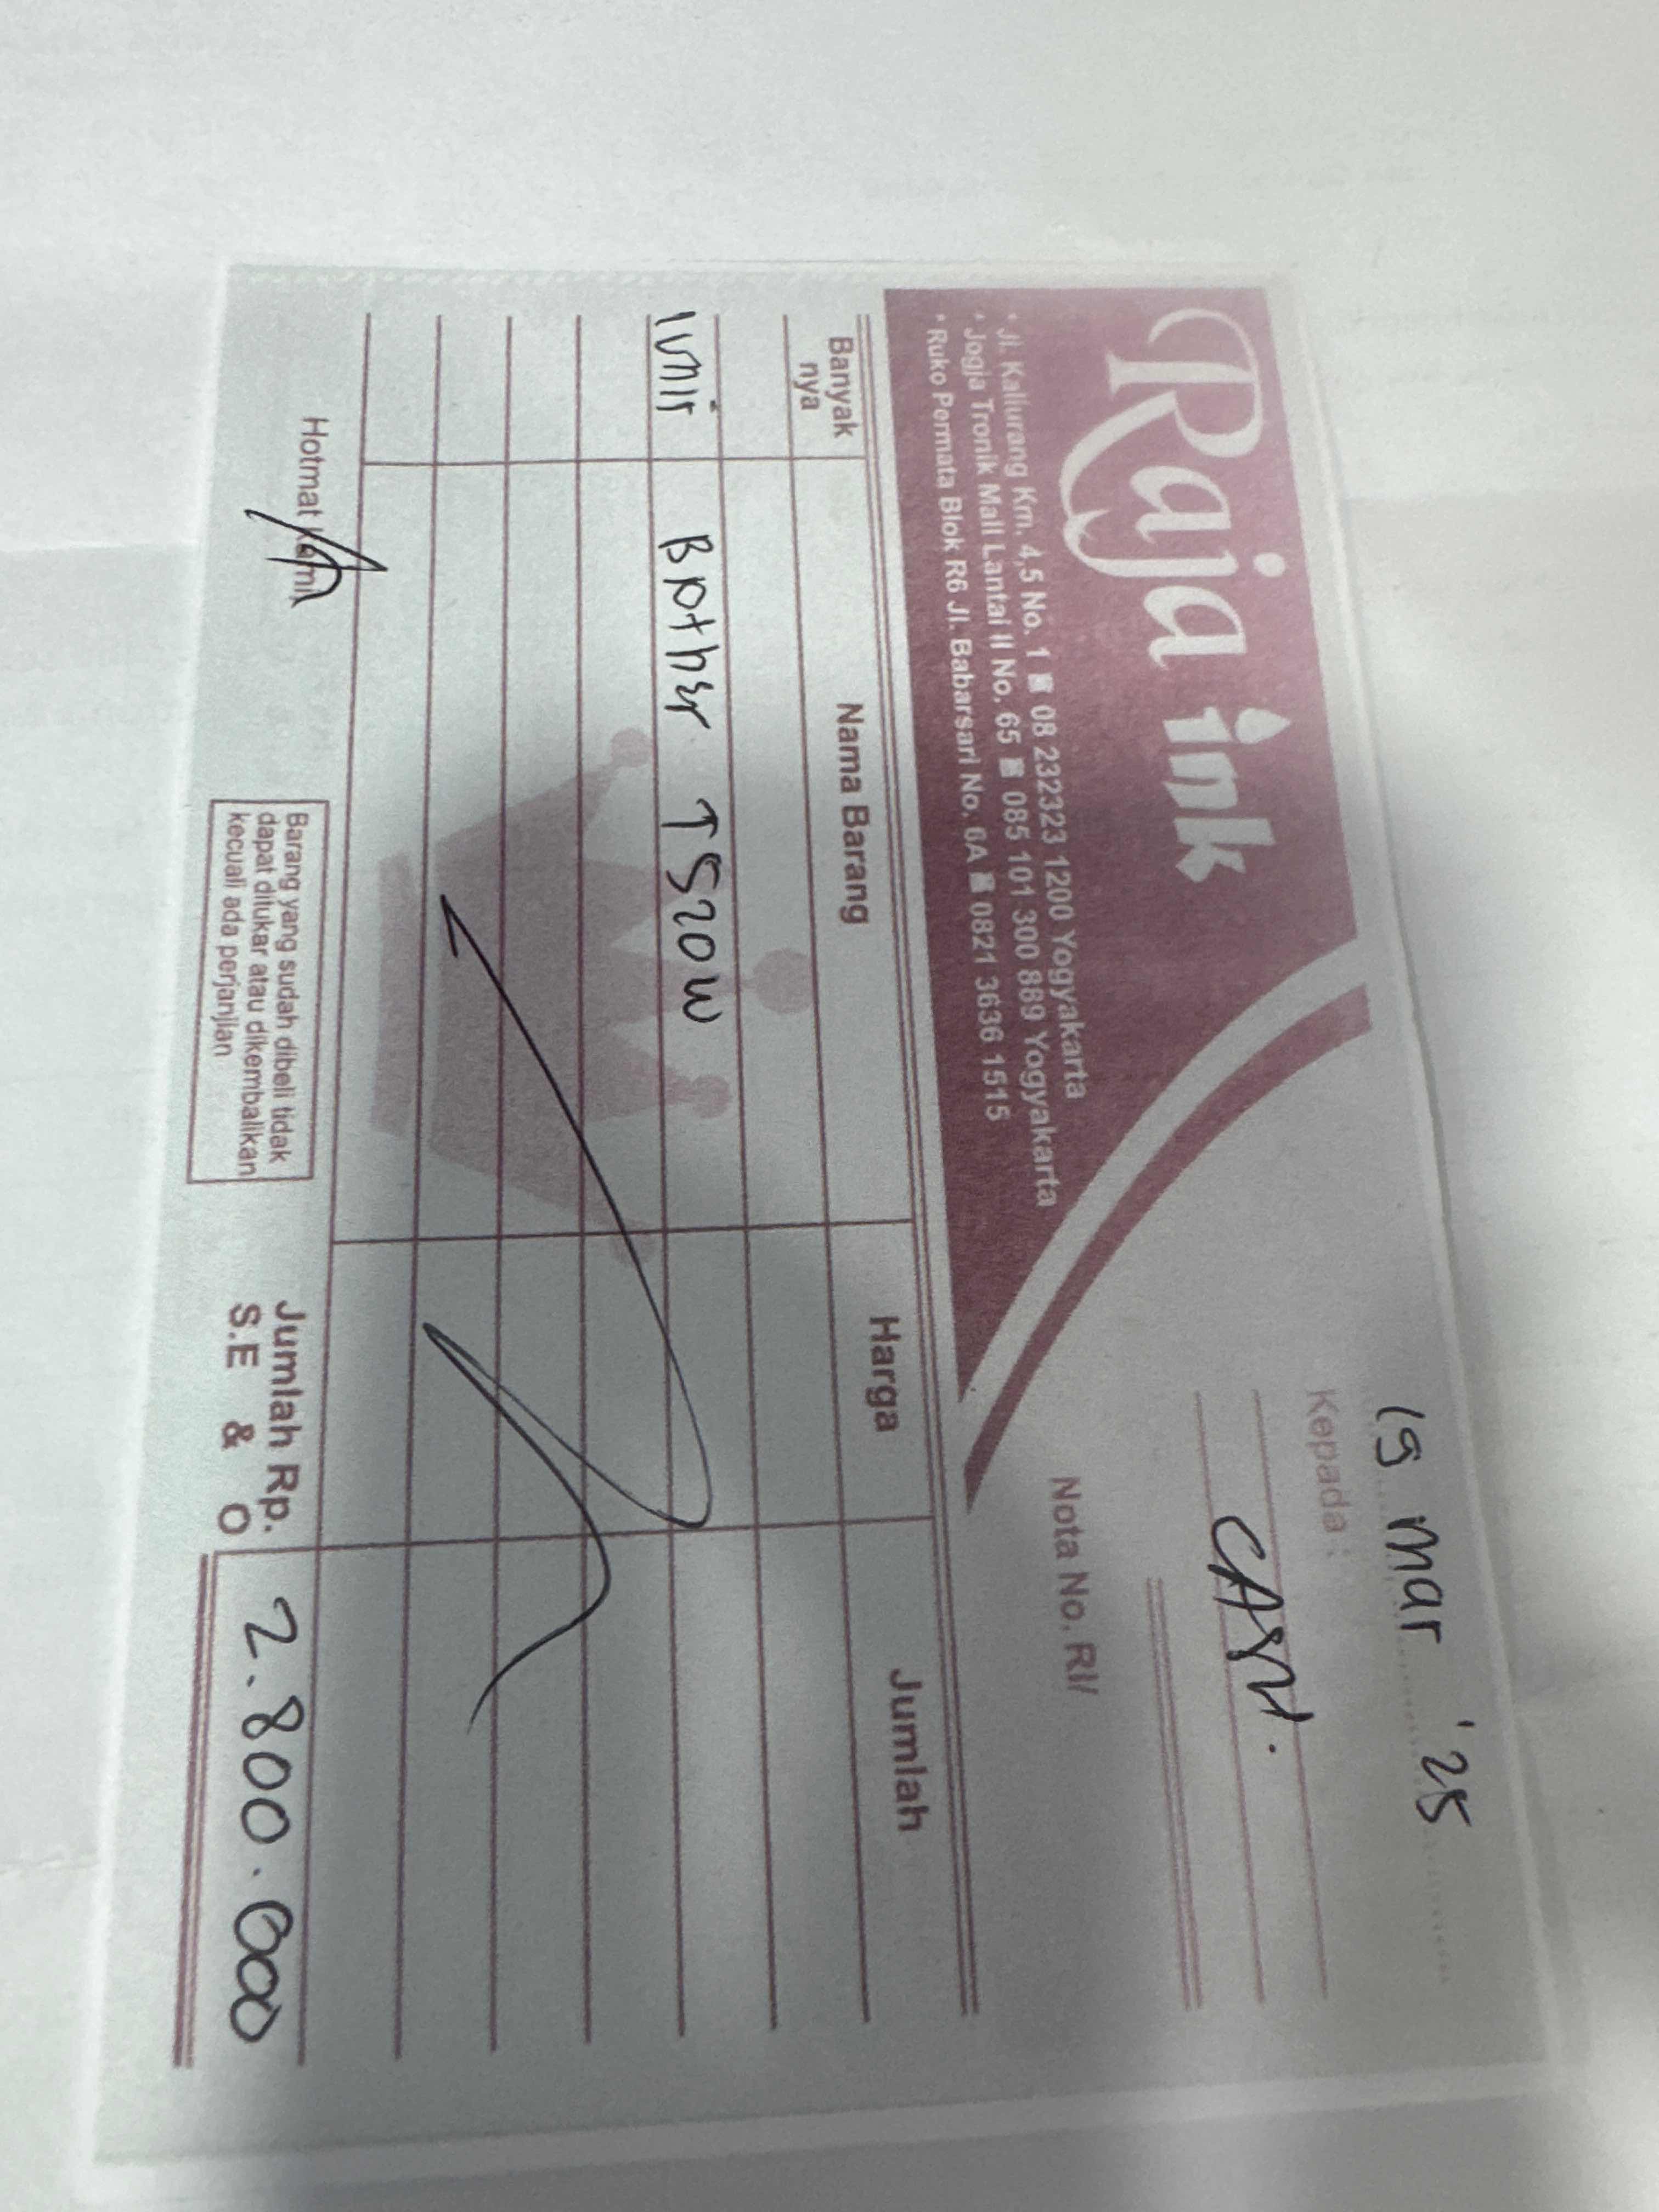 Raja ink
* Jl. Kaliurang Km. 4,5 No. 1 08 232323 1200 Yogyakarta
* Jogja Tronik Mall Lantai II No. 65 085 101 300 889 Yogyakarta
* Ruko Permata Blok R6 Jl. Babarsari No. 6A 0821 3636 1515
19 mar '25
Kepada :
CASH.
Nota No. RI/
Banyak nya Nama Barang Harga Jumlah
1 unit Brother T520W
Hotmat kami
Barang yang sudah dibeli tidak
dapat ditukar atau dikembalikan
kecuali ada perjanjian
Jumlah Rp. 2.800.000
S.E & O